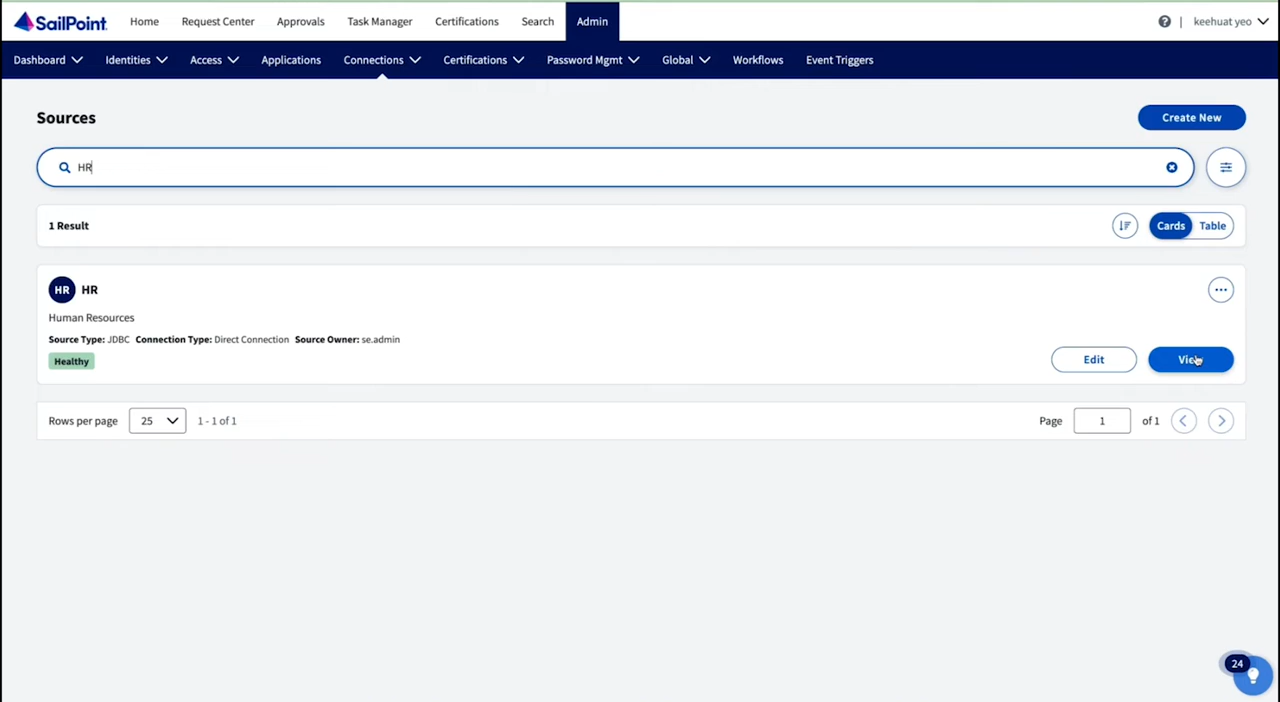 SailPoint. Home Request Center Approvals Task Manager Certifications Search Admin | keehuat yeo
Dashboard Identities Access Applications Connections Certifications Password Mgmt Global Workflows Event Triggers
Sources
Create New
HR
1 Result
Cards Table
HR HR
Human Resources
Source Type: JDBC Connection Type: Direct Connection Source Owner: se.admin
Healthy
Edit View
Rows per page 25 1 - 1 of 1 Page 1 of 1
24